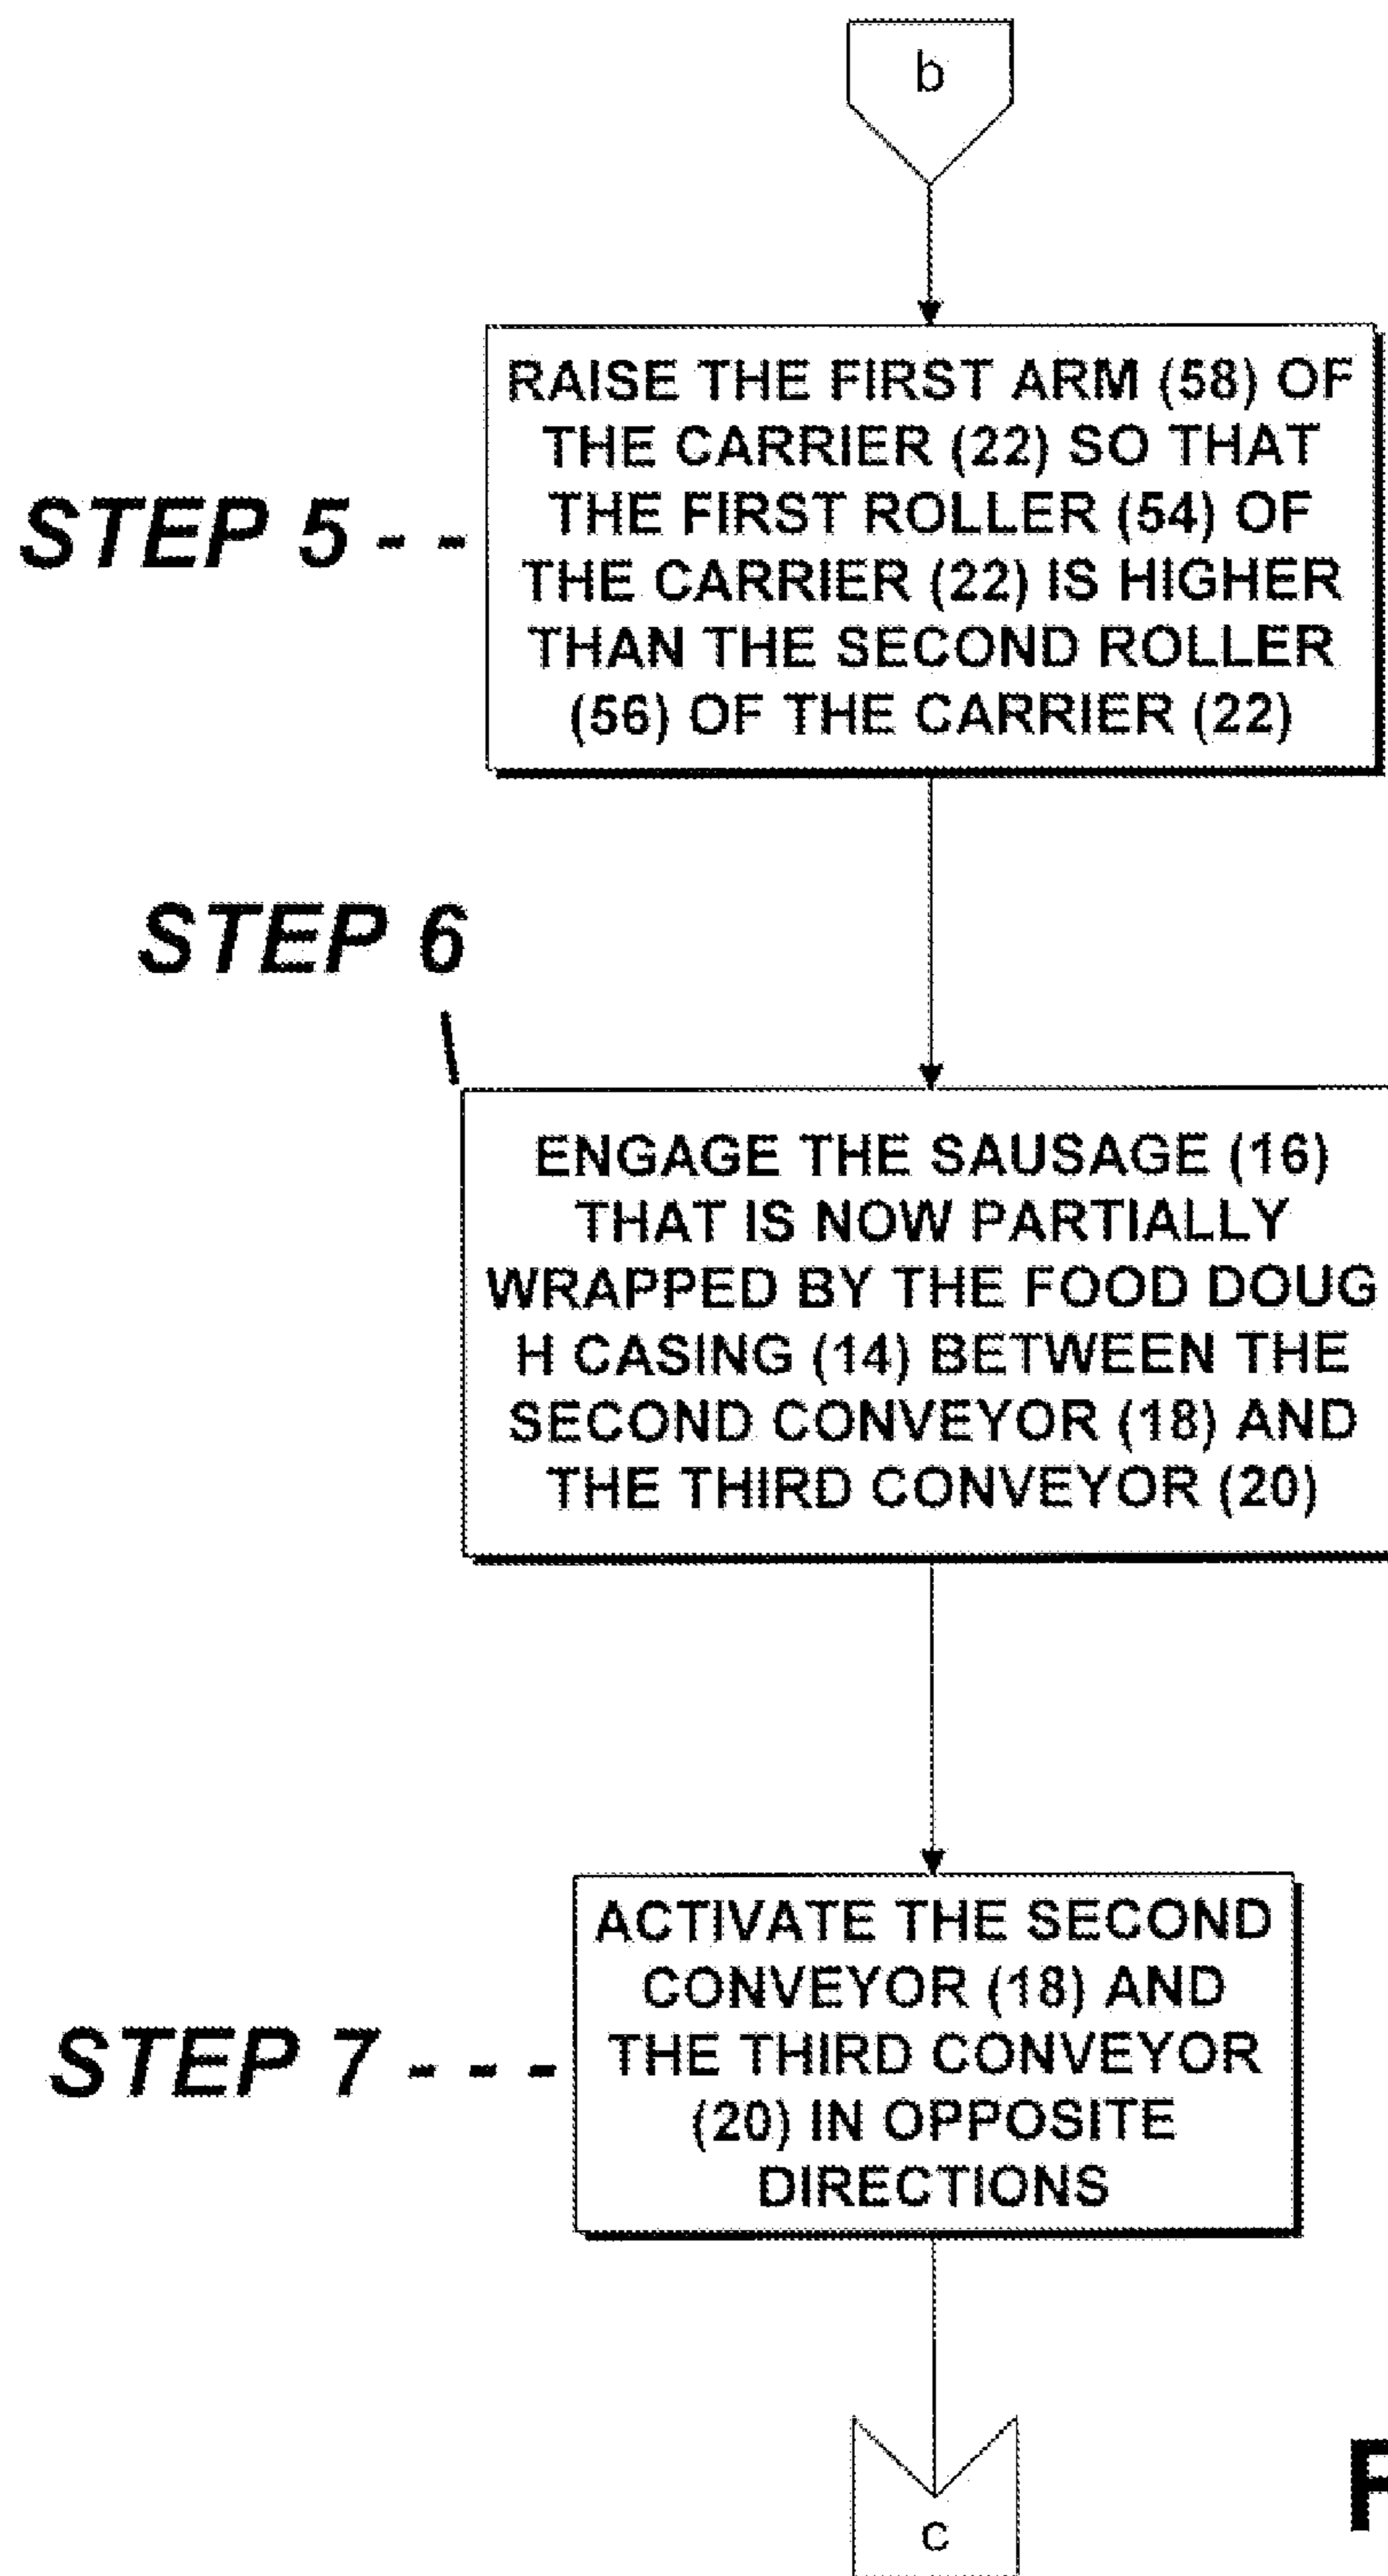 b
RAISE THE FIRST ARM (58) OF
THE CARRIER (22) SO THAT
THE FIRST ROLLER (54) OF
THE CARRIER (22) IS HIGHER
THAN THE SECOND ROLLER
(56) OF THE CARRIER (22)
STEP 5 - -
STEP 6
ENGAGE THE SAUSAGE (16)
THAT IS NOW PARTIALLY
WRAPPED BY THE FOOD DOUG
H CASING (14) BETWEEN THE
SECOND CONVEYOR (18) AND
THE THIRD CONVEYOR (20)
ACTIVATE THE SECOND
CONVEYOR (18) AND
THE THIRD CONVEYOR
(20) IN OPPOSITE
DIRECTIONS
STEP 7 - - -
c